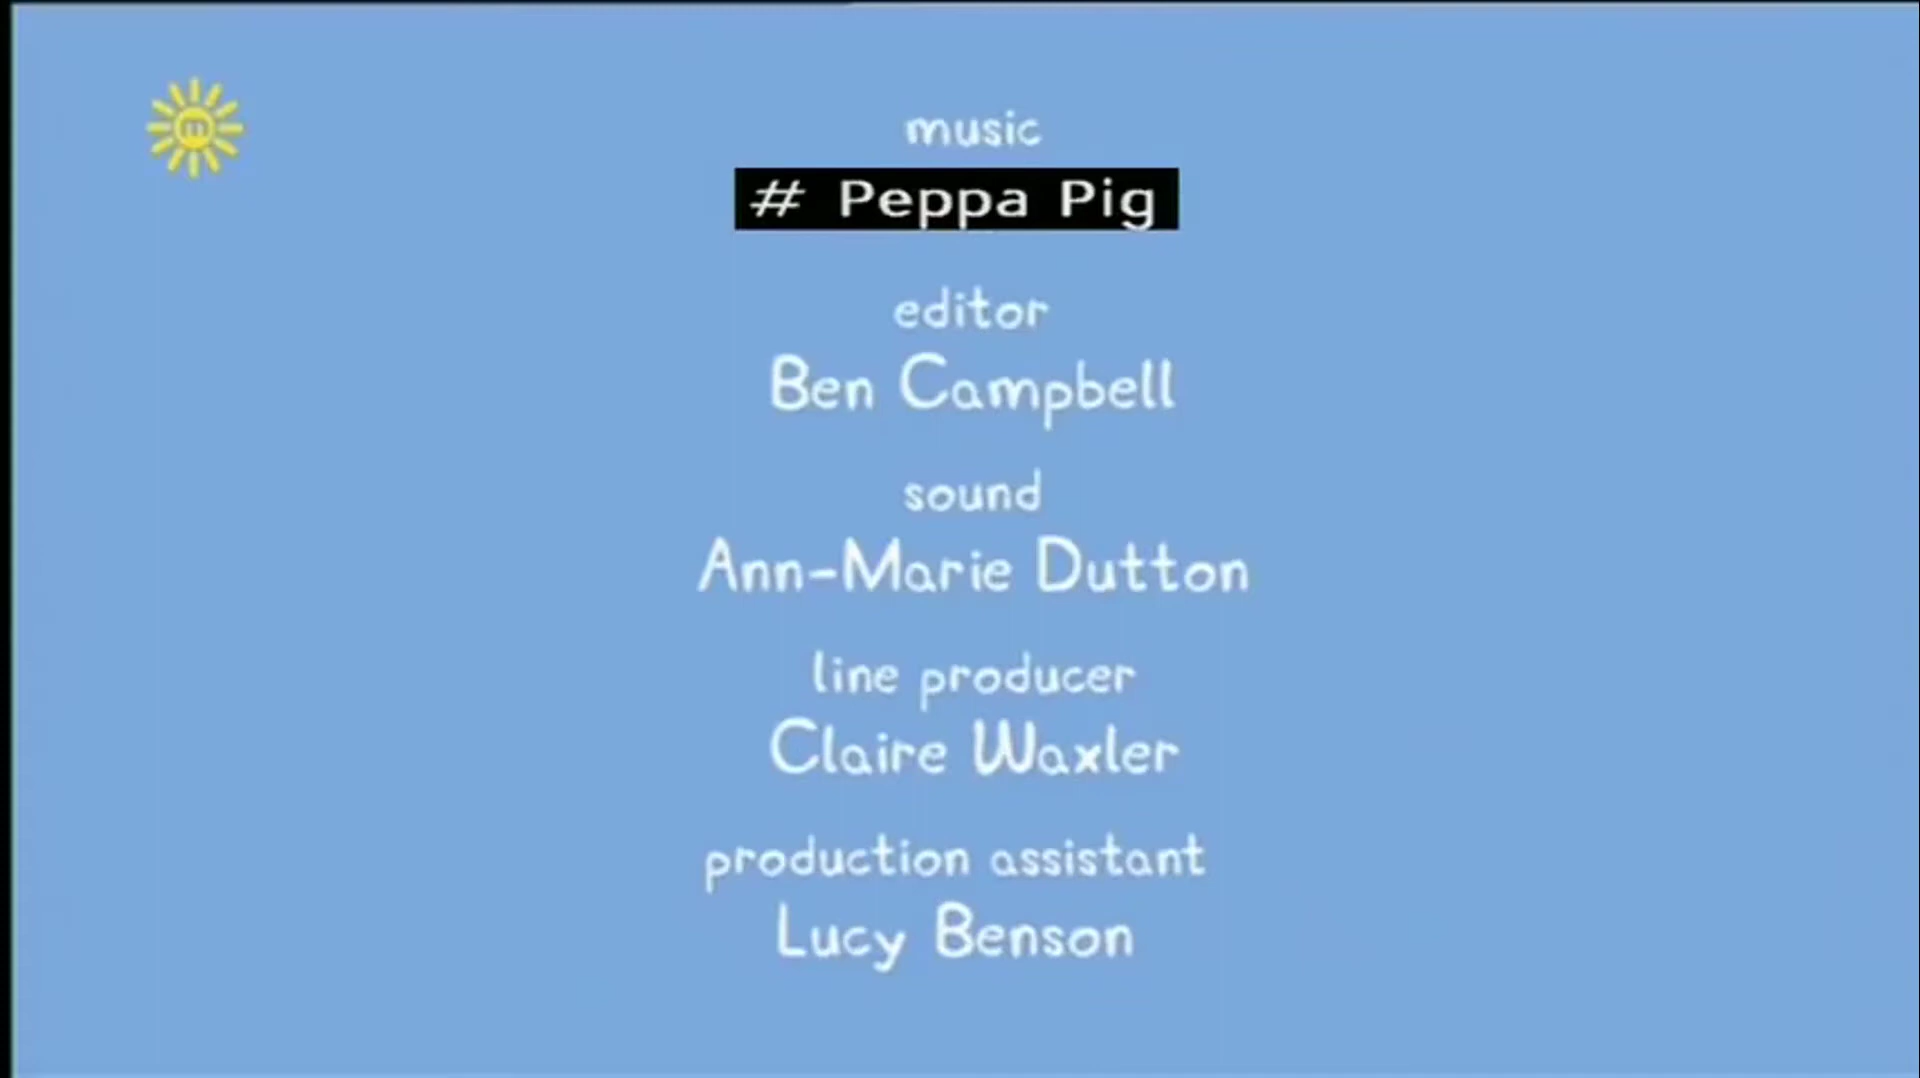 m
music
# Peppa Pig
editor
Ben Campbell
sound
Ann-Marie Dutton
line producer
Claire Waxler
production assistant
Lucy Benson